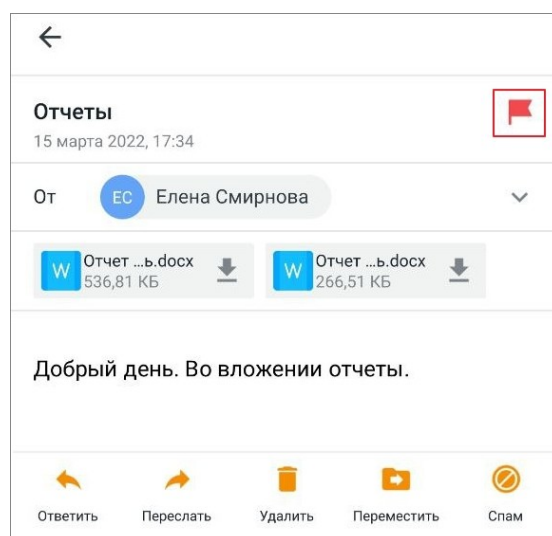 Отчеты
15 марта 2022, 17:34
От ЕС Елена Смирнова
W Отчет ...ь.docx 536,81 КБ W Отчет ...ь.docx 266,51 КБ
Добрый день. Во вложении отчеты.
Ответить Переслать Удалить Переместить Спам